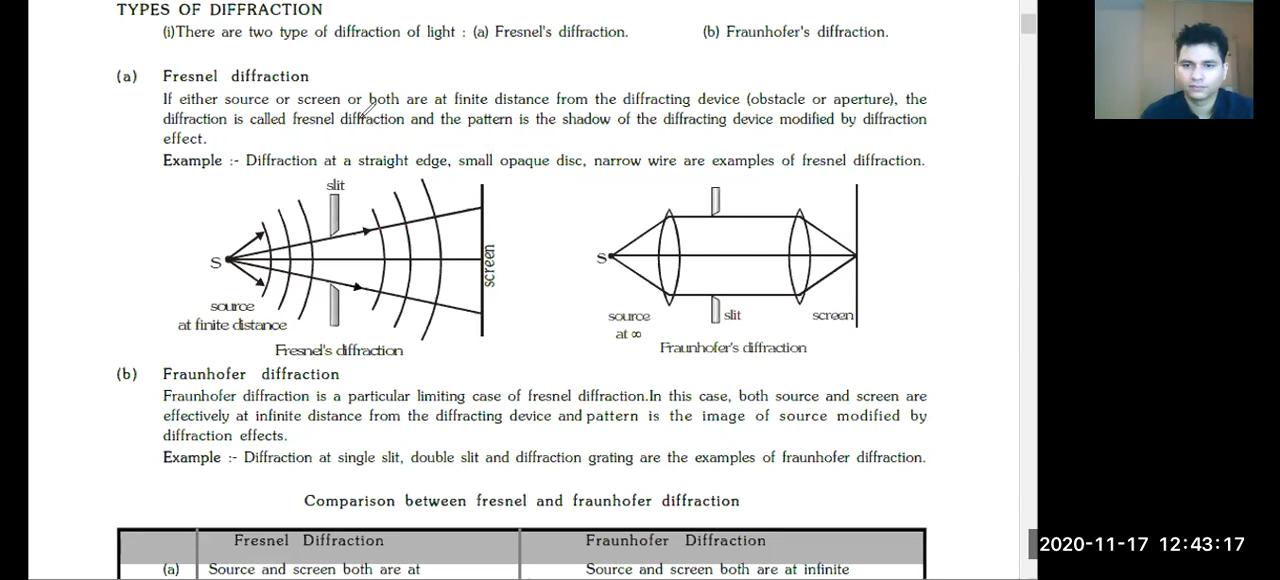 TYPES OF DIFFRACTION
(i)There are two type of diffraction of light : (a) Fresnel's diffraction. (b) Fraunhofer's diffraction.
(a) Fresnel diffraction
If either source or screen or both are at finite distance from the diffracting device (obstacle or aperture), the
diffraction is called fresnel diffraction and the pattern is the shadow of the diffracting device modified by diffraction
effect.
Example :- Diffraction at a straight edge, small opaque disc, narrow wire are examples of fresnel diffraction.
slit
S
screen
source
at finite distance
Fresnel's diffraction
S
source
at ∞
slit
screen
Fraunhofer's diffraction
(b) Fraunhofer diffraction
Fraunhofer diffraction is a particular limiting case of fresnel diffraction.In this case, both source and screen are
effectively at infinite distance from the diffracting device and pattern is the image of source modified by
diffraction effects.
Example :- Diffraction at single slit, double slit and diffraction grating are the examples of fraunhofer diffraction.
Comparison between fresnel and fraunhofer diffraction
Fresnel Diffraction Fraunhofer Diffraction
(a) Source and screen both are at Source and screen both are at infinite
2020-11-17 12:43:17